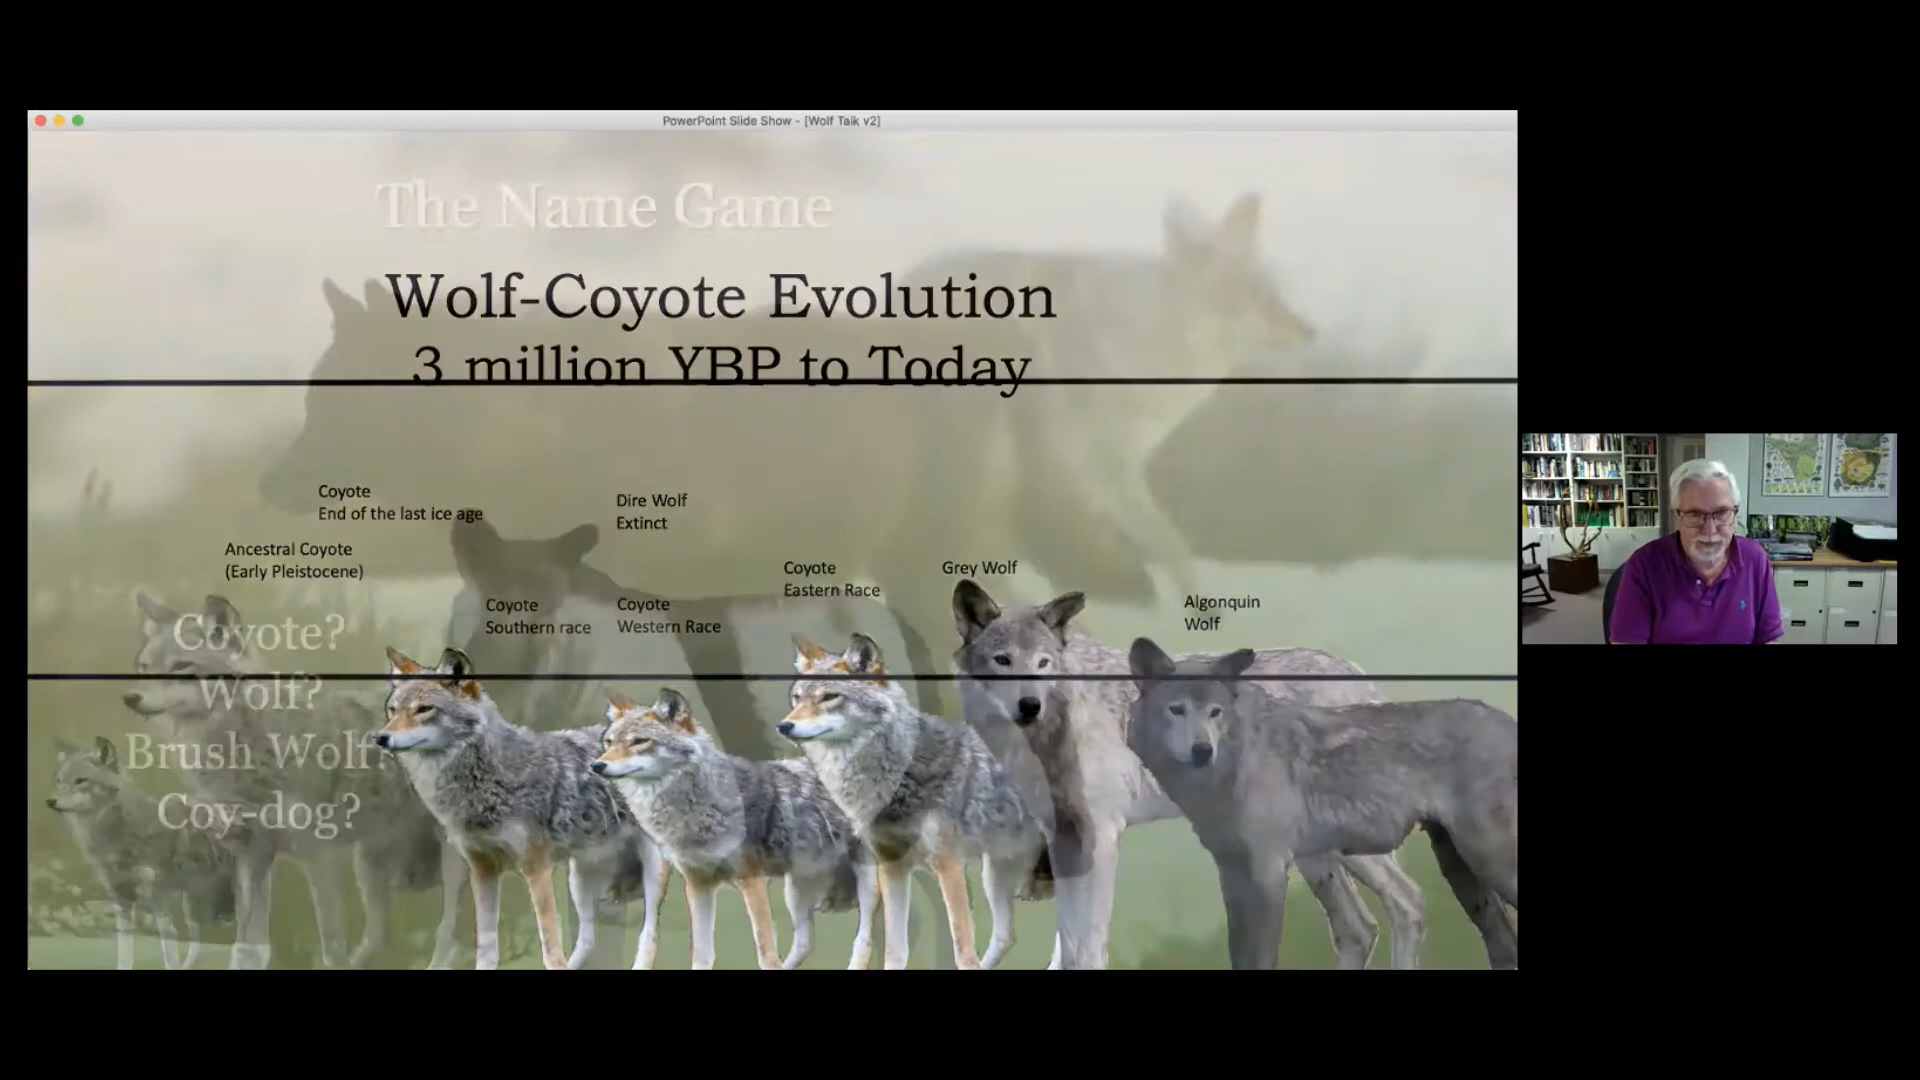 PowerPoint Slide Show - [Wolf Talk v2]
The Name Game
Wolf-Coyote Evolution
3 million YBP to Today
Coyote
End of the last ice age
Dire Wolf
Extinct
Ancestral Coyote
(Early Pleistocene)
Coyote
Eastern Race
Grey Wolf
Coyote
Southern race
Coyote
Western Race
Algonquin
Wolf
Coyote?
Wolf?
Brush Wolf?
Coy-dog?